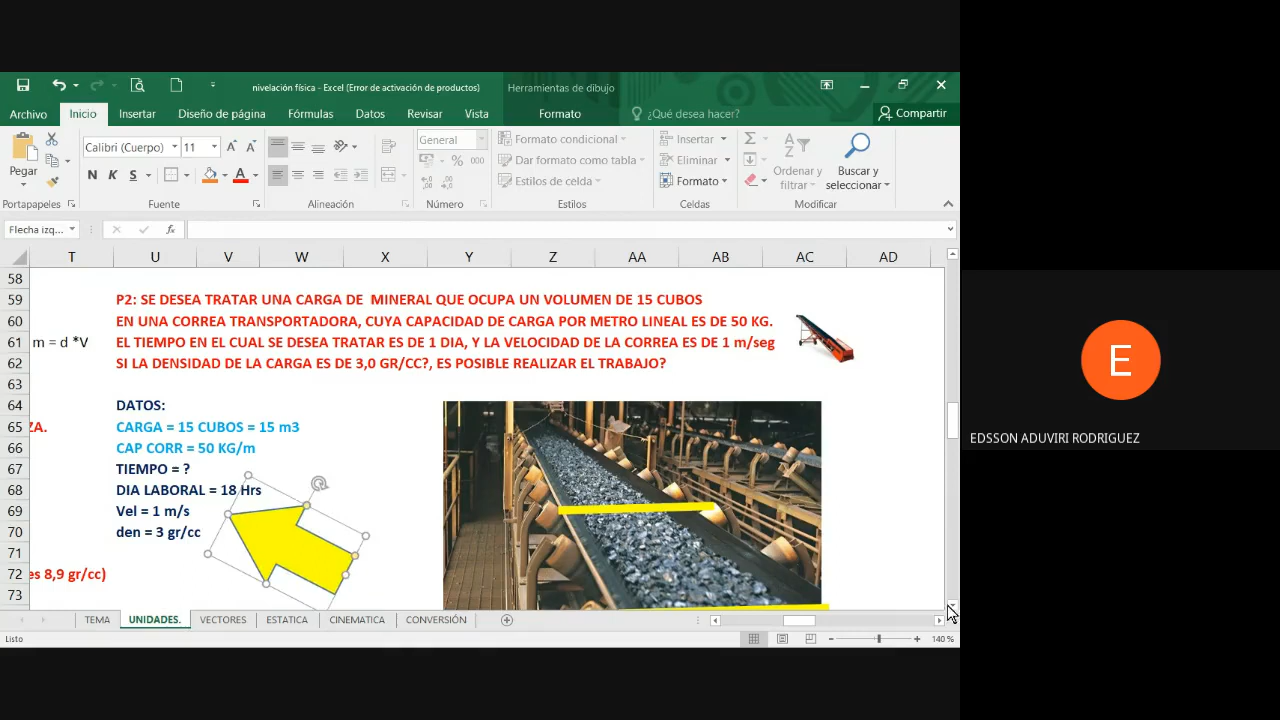 nivelación física - Excel (Error de activación de productos)
Herramientas de dibujo
Archivo
Inicio
Insertar
Diseño de página
Fórmulas
Datos
Revisar
Vista
Formato
¿Qué desea hacer?
Compartir
Pegar
Calibri (Cuerpo)
11
N K S
General
% 000
Formato condicional
Dar formato como tabla
Estilos de celda
Insertar
Eliminar
Formato
Ordenar y filtrar
Buscar y seleccionar
Portapapeles
Fuente
Alineación
Número
Estilos
Celdas
Modificar
Flecha izq...
fx
T U V W X Y Z AA AB AC AD
58
59 P2: SE DESEA TRATAR UNA CARGA DE MINERAL QUE OCUPA UN VOLUMEN DE 15 CUBOS
60 EN UNA CORREA TRANSPORTADORA, CUYA CAPACIDAD DE CARGA POR METRO LINEAL ES DE 50 KG.
61 m = d *V EL TIEMPO EN EL CUAL SE DESEA TRATAR ES DE 1 DIA, Y LA VELOCIDAD DE LA CORREA ES DE 1 m/seg
62 SI LA DENSIDAD DE LA CARGA ES DE 3,0 GR/CC?, ES POSIBLE REALIZAR EL TRABAJO?
63
64 DATOS:
65 ZA. CARGA = 15 CUBOS = 15 m3
66 CAP CORR = 50 KG/m
67 TIEMPO = ?
68 DIA LABORAL = 18 Hrs
69 Vel = 1 m/s
70 den = 3 gr/cc
71
72 es 8,9 gr/cc)
73
TEMA
UNIDADES.
VECTORES
ESTATICA
CINEMATICA
CONVERSIÓN
Listo
140 %
E
EDSSON ADUVIRI RODRIGUEZ